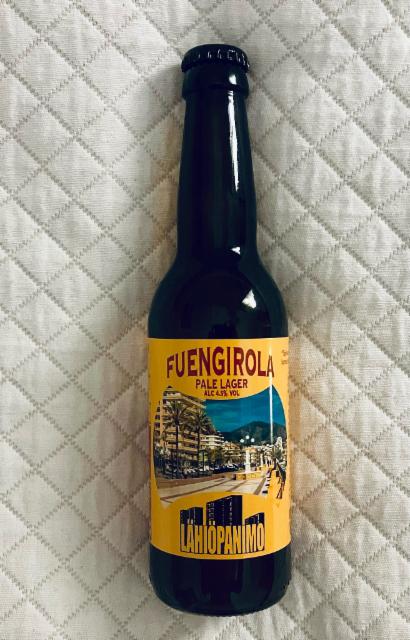 FUENGIROLA
PALE LAGER
ALC 4.5% VOL
LÄHIÖPANIMO